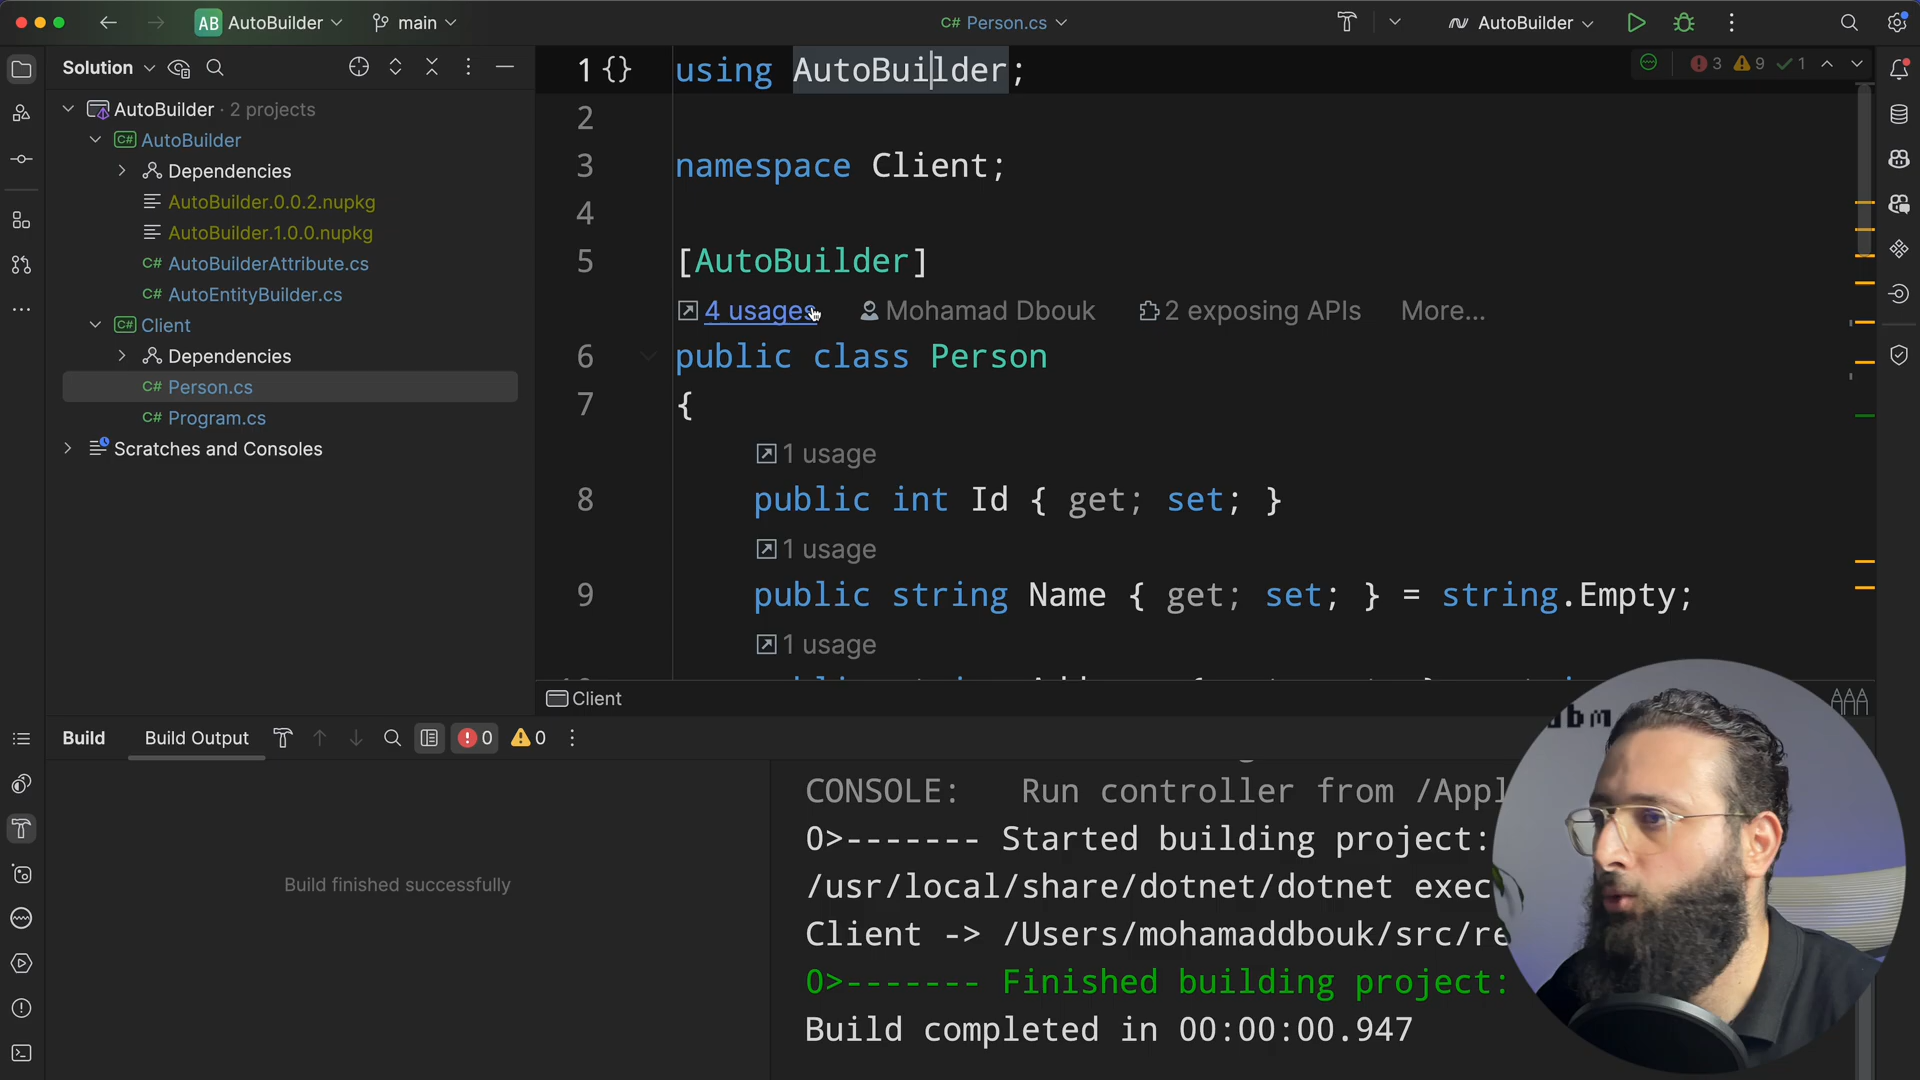 AB AutoBuilder
main
C# Person.cs
AutoBuilder
Solution
AutoBuilder · 2 projects
C# AutoBuilder
Dependencies
AutoBuilder.0.0.2.nupkg
AutoBuilder.1.0.0.nupkg
C# AutoBuilderAttribute.cs
C# AutoEntityBuilder.cs
C# Client
Dependencies
C# Person.cs
C# Program.cs
Scratches and Consoles
3 9 1
1 {} using AutoBuilder;
2
3 namespace Client;
4
5 [AutoBuilder]
4 usages Mohamad Dbouk 2 exposing APIs More...
6 public class Person
7 {
1 usage
8 public int Id { get; set; }
1 usage
9 public string Name { get; set; } = string.Empty;
1 usage
Client
Build
Build Output
0 0
Build finished successfully
CONSOLE: Run controller from /Appl
0>------- Started building project:
/usr/local/share/dotnet/dotnet exec
Client -> /Users/mohamaddbouk/src/re
0>------- Finished building project:
Build completed in 00:00:00.947